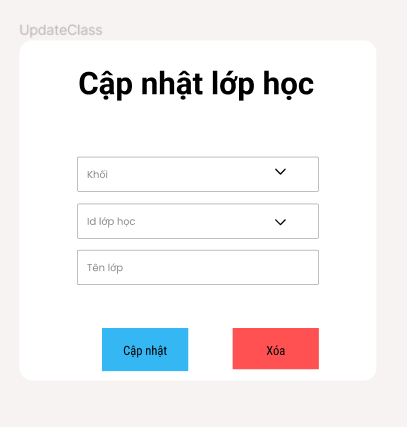 UpdateClass
Cập nhật lớp học
Khối
Id lớp học
Tên lớp
Cập nhật
Xóa